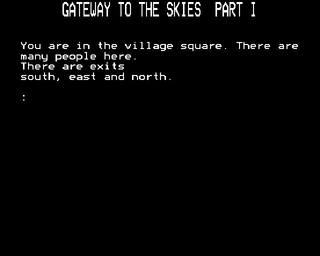 GATEWAY TO THE SKIES PART I
You are in the village square. There are
many people here.
There are exits
south, east and north.
: